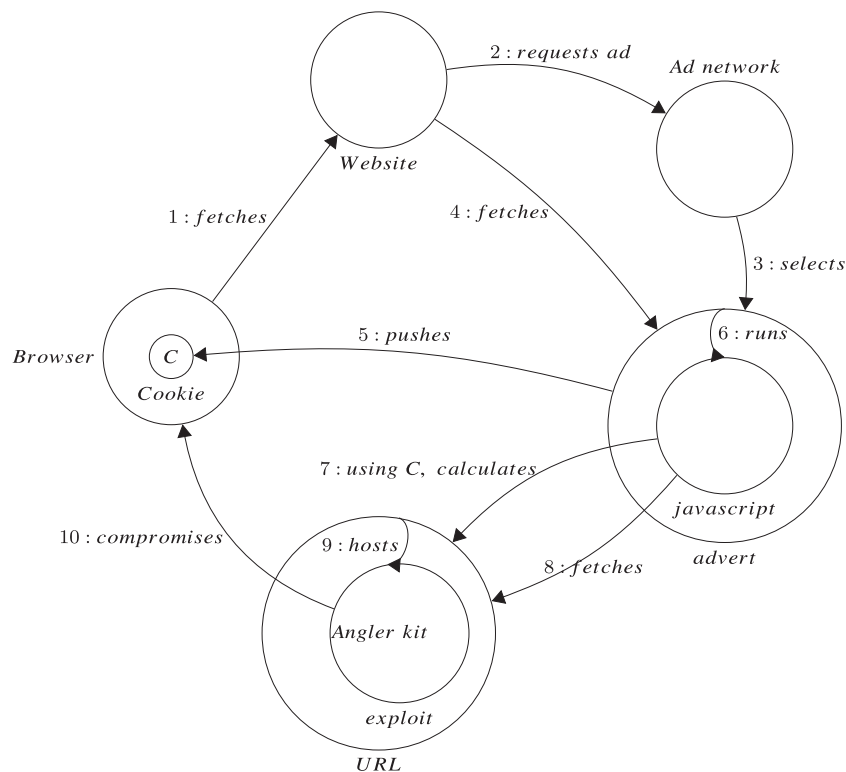 2 : requests ad
Ad network
Website
1 : fetches
4 : fetches
3 : selects
6 : runs
5 : pushes
Browser
C
Cookie
7 : using C, calculates
javascript
10 : compromises
9 : hosts
advert
8 : fetches
Angler kit
exploit
URL